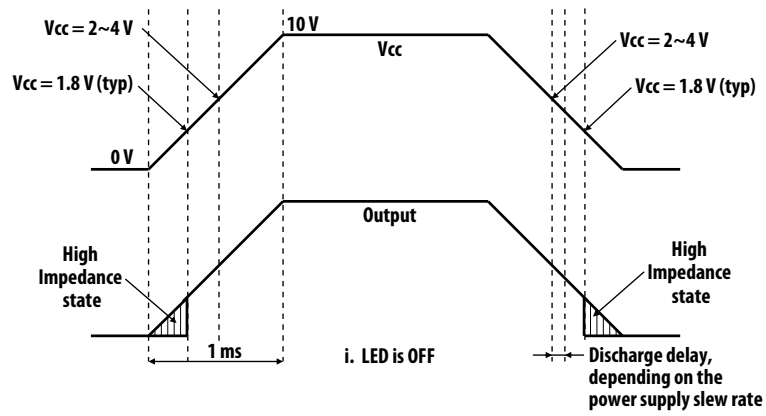 Vcc = 2~4 V
10 V
Vcc
Vcc = 2~4 V
Vcc = 1.8 V (typ)
Vcc = 1.8 V (typ)
0 V
Output
High
Impedance
state
High
Impedance
state
1 ms
i. LED is OFF
Discharge delay,
depending on the
power supply slew rate